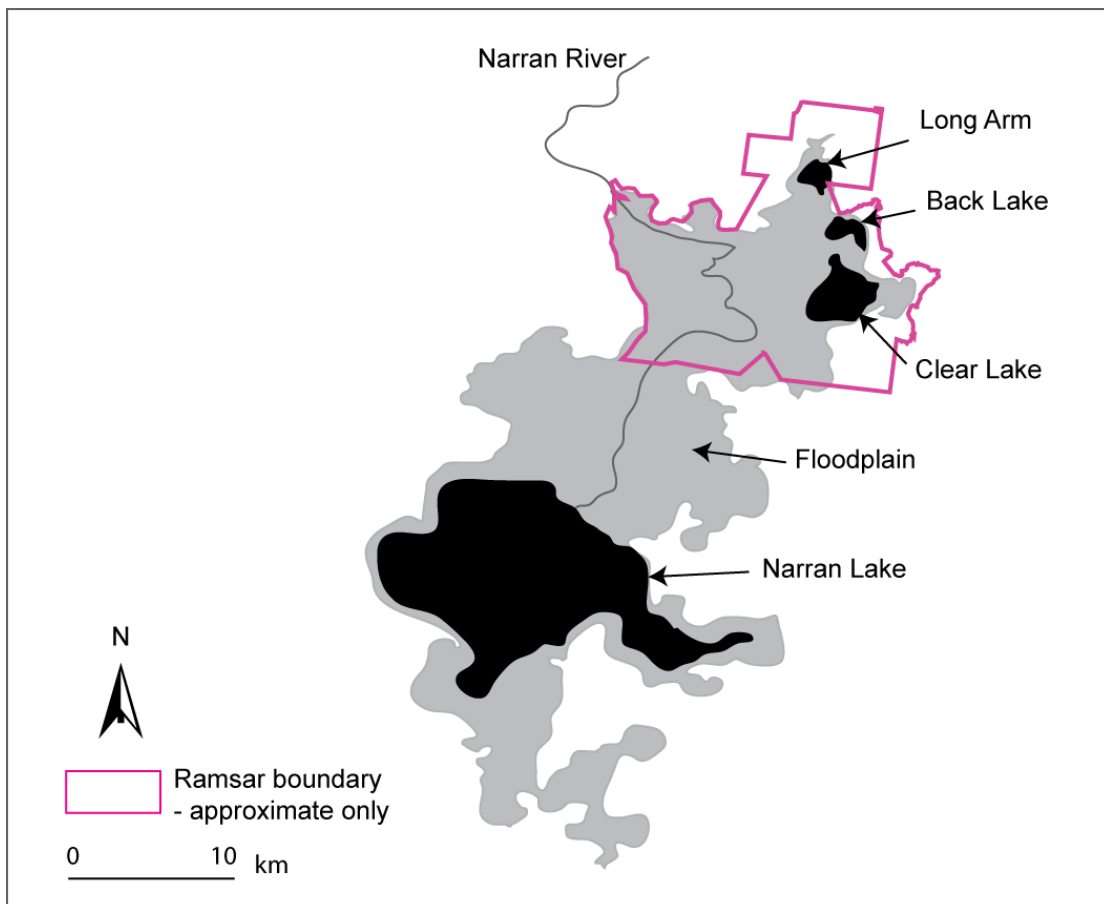 Narran River
Long Arm
Back Lake
Clear Lake
Floodplain
Narran Lake
N
Ramsar boundary
- approximate only
0 10
km